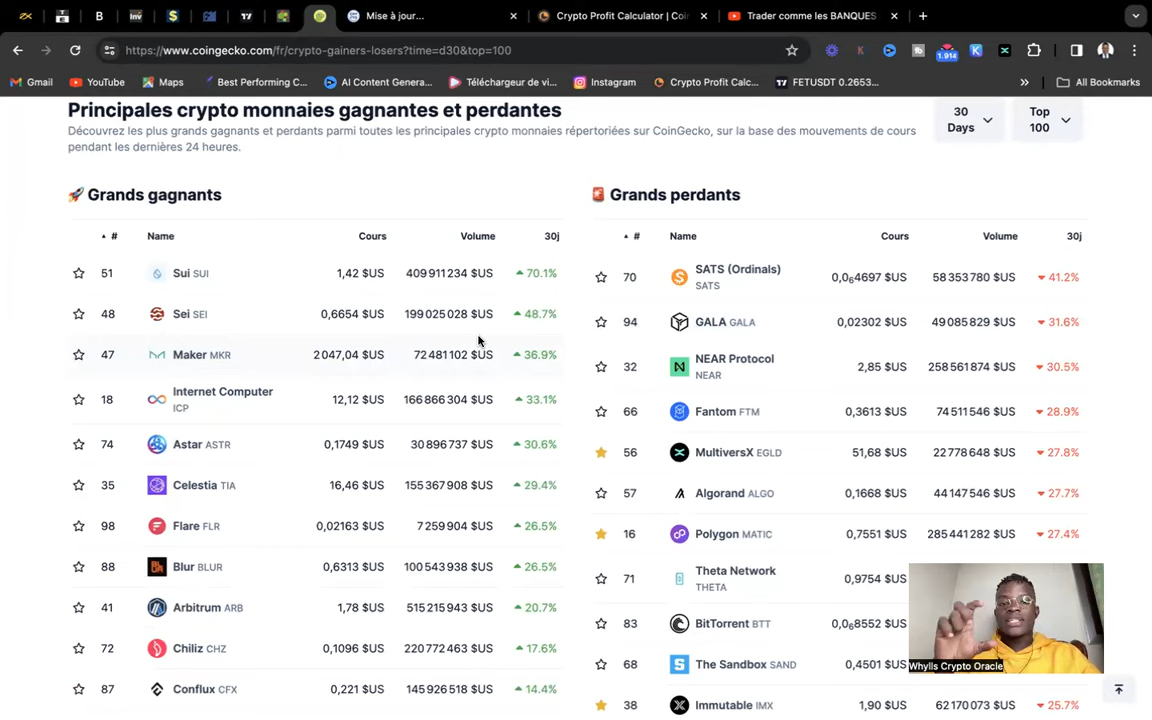 Mise à jour...
Crypto Profit Calculator | Coi
Trader comme les BANQUES
https://www.coingecko.com/fr/crypto-gainers-losers?time=d30&top=100
1.914
Gmail
YouTube
Maps
Best Performing C...
AI Content Genera...
Téléchargeur de vi...
Instagram
Crypto Profit Calc...
FETUSDT 0.2653...
All Bookmarks
Principales crypto monnaies gagnantes et perdantes
Découvrez les plus grands gagnants et perdants parmi toutes les principales crypto monnaies répertoriées sur CoinGecko, sur la base des mouvements de cours
pendant les dernières 24 heures.
30 Days
Top 100
Grands gagnants
# Name Cours Volume 30j
51 Sui SUI 1,42 $US 409 911 234 $US 70.1%
48 Sei SEI 0,6654 $US 199 025 028 $US 48.7%
47 Maker MKR 2 047,04 $US 72 481 102 $US 36.9%
18 Internet Computer ICP 12,12 $US 166 866 304 $US 33.1%
74 Astar ASTR 0,1749 $US 30 896 737 $US 30.6%
35 Celestia TIA 16,46 $US 155 367 908 $US 29.4%
98 Flare FLR 0,02163 $US 7 259 904 $US 26.5%
88 Blur BLUR 0,6313 $US 100 543 938 $US 26.5%
41 Arbitrum ARB 1,78 $US 515 215 943 $US 20.7%
72 Chiliz CHZ 0,1096 $US 220 772 463 $US 17.6%
87 Conflux CFX 0,221 $US 145 926 518 $US 14.4%
Grands perdants
# Name Cours Volume 30j
70 SATS (Ordinals) SATS 0,0₆4697 $US 58 353 780 $US 41.2%
94 GALA GALA 0,02302 $US 49 085 829 $US 31.6%
32 NEAR Protocol NEAR 2,85 $US 258 561 874 $US 30.5%
66 Fantom FTM 0,3613 $US 74 511 546 $US 28.9%
56 MultiversX EGLD 51,68 $US 22 778 648 $US 27.8%
57 Algorand ALGO 0,1668 $US 44 147 546 $US 27.7%
16 Polygon MATIC 0,7551 $US 285 441 282 $US 27.4%
71 Theta Network THETA 0,9754 $US
83 BitTorrent BTT 0,0₆8552 $US
68 The Sandbox SAND 0,4501 $US
38 Immutable IMX 1,90 $US 62 170 073 $US 25.7%
Whylls Crypto Oracle